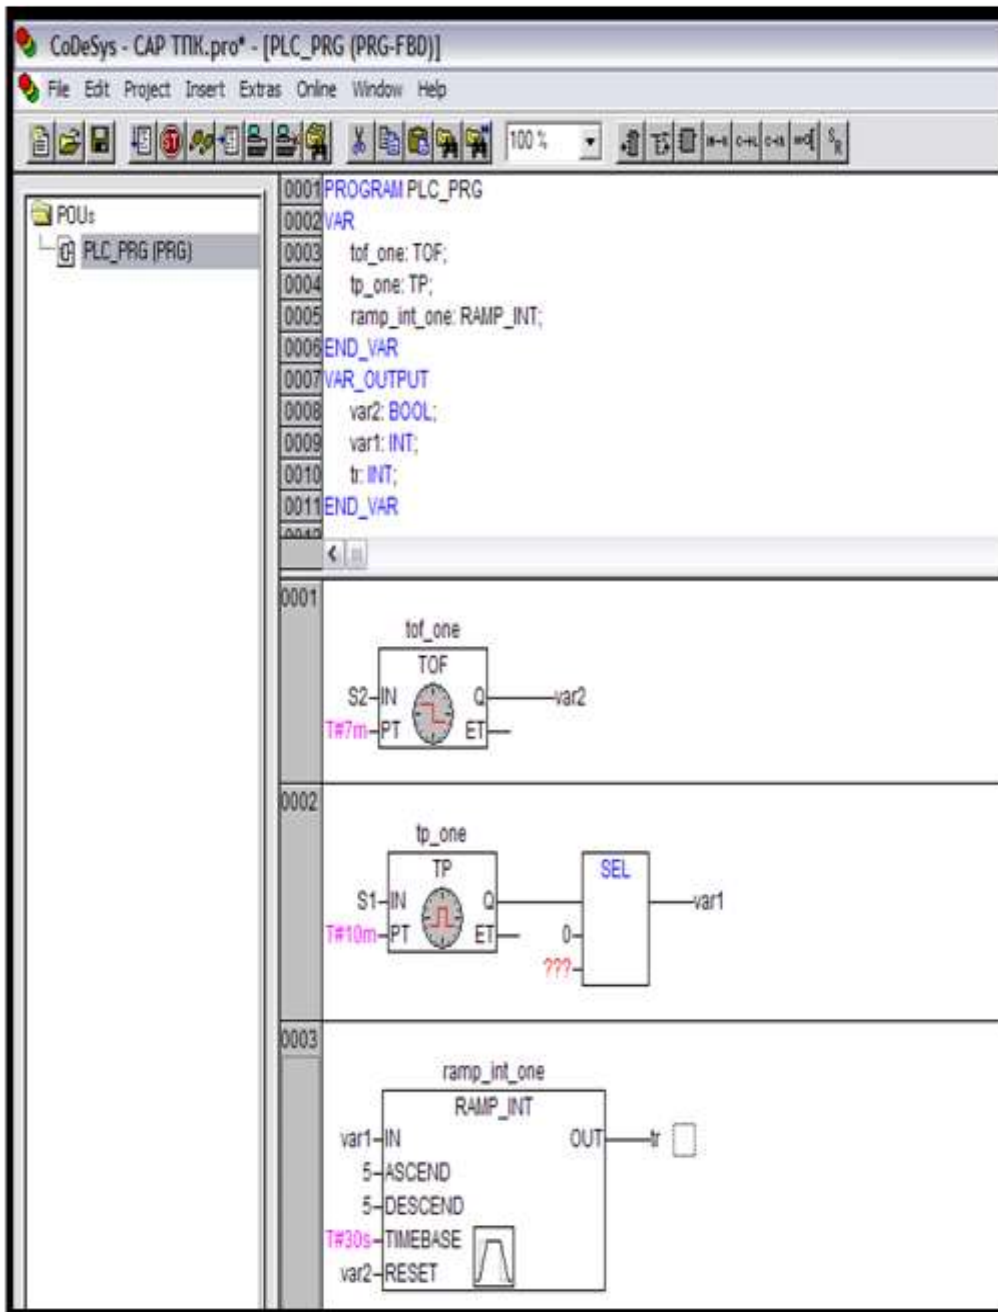 CoDeSys - CAP ТПК.pro* - [PLC_PRG (PRG-FBD)]
File Edit Project Insert Extras Online Window Help
100 %
POUs
PLC_PRG (PRG)
0001 PROGRAM PLC_PRG
0002 VAR
0003 tof_one: TOF;
0004 tp_one: TP;
0005 ramp_int_one: RAMP_INT;
0006 END_VAR
0007 VAR_OUTPUT
0008 var2: BOOL;
0009 var1: INT;
0010 tr: INT;
0011 END_VAR
0001
tof_one
TOF
S2 IN Q var2
T#7m PT ET
0002
tp_one
TP SEL
S1 IN Q var1
T#10m PT ET 0
???
0003
ramp_int_one
RAMP_INT
var1 IN OUT tr
5 ASCEND
5 DESCEND
T#30s TIMEBASE
var2 RESET